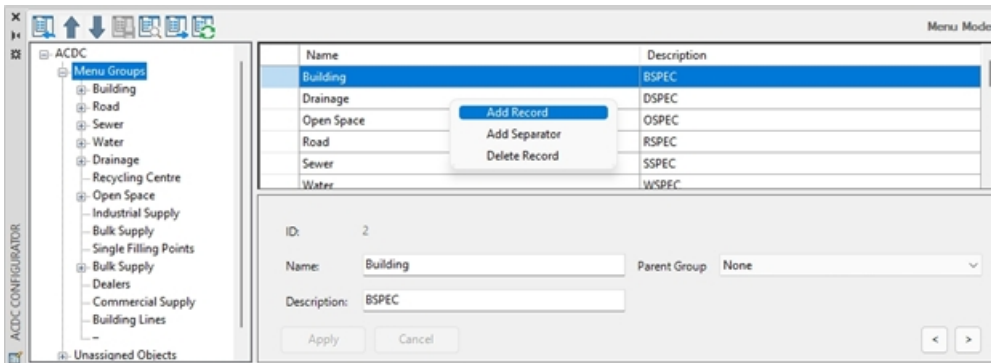 Menu Mode
ACDC CONFIGURATOR
ACDC
Menu Groups
Building
Road
Sewer
Water
Drainage
Recycling Centre
Open Space
Industrial Supply
Bulk Supply
Single Filling Points
Bulk Supply
Dealers
Commercial Supply
Building Lines
–
Unassigned Objects
Name Description
Building BSPEC
Drainage DSPEC
Open Space OSPEC
Road RSPEC
Sewer SSPEC
Water WSPEC
Add Record
Add Separator
Delete Record
ID: 2
Name: Building Parent Group None
Description: BSPEC
Apply Cancel < >